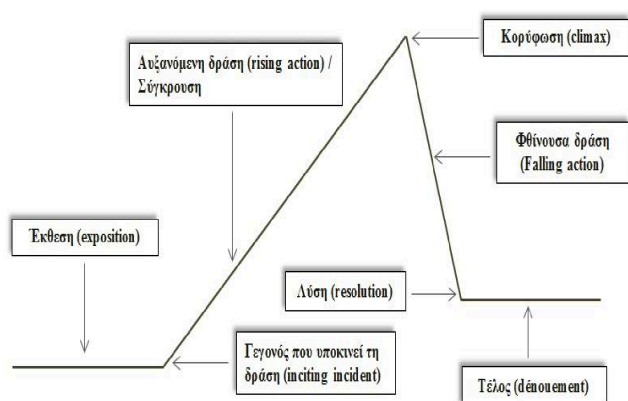 Κορύφωση (climax)
Αυξανόμενη δράση (rising action) /
Σύγκρουση
Φθίνουσα δράση
(Falling action)
Έκθεση (exposition)
Λύση (resolution)
Γεγονός που υποκινεί τη
δράση (inciting incident)
Τέλος (dénouement)